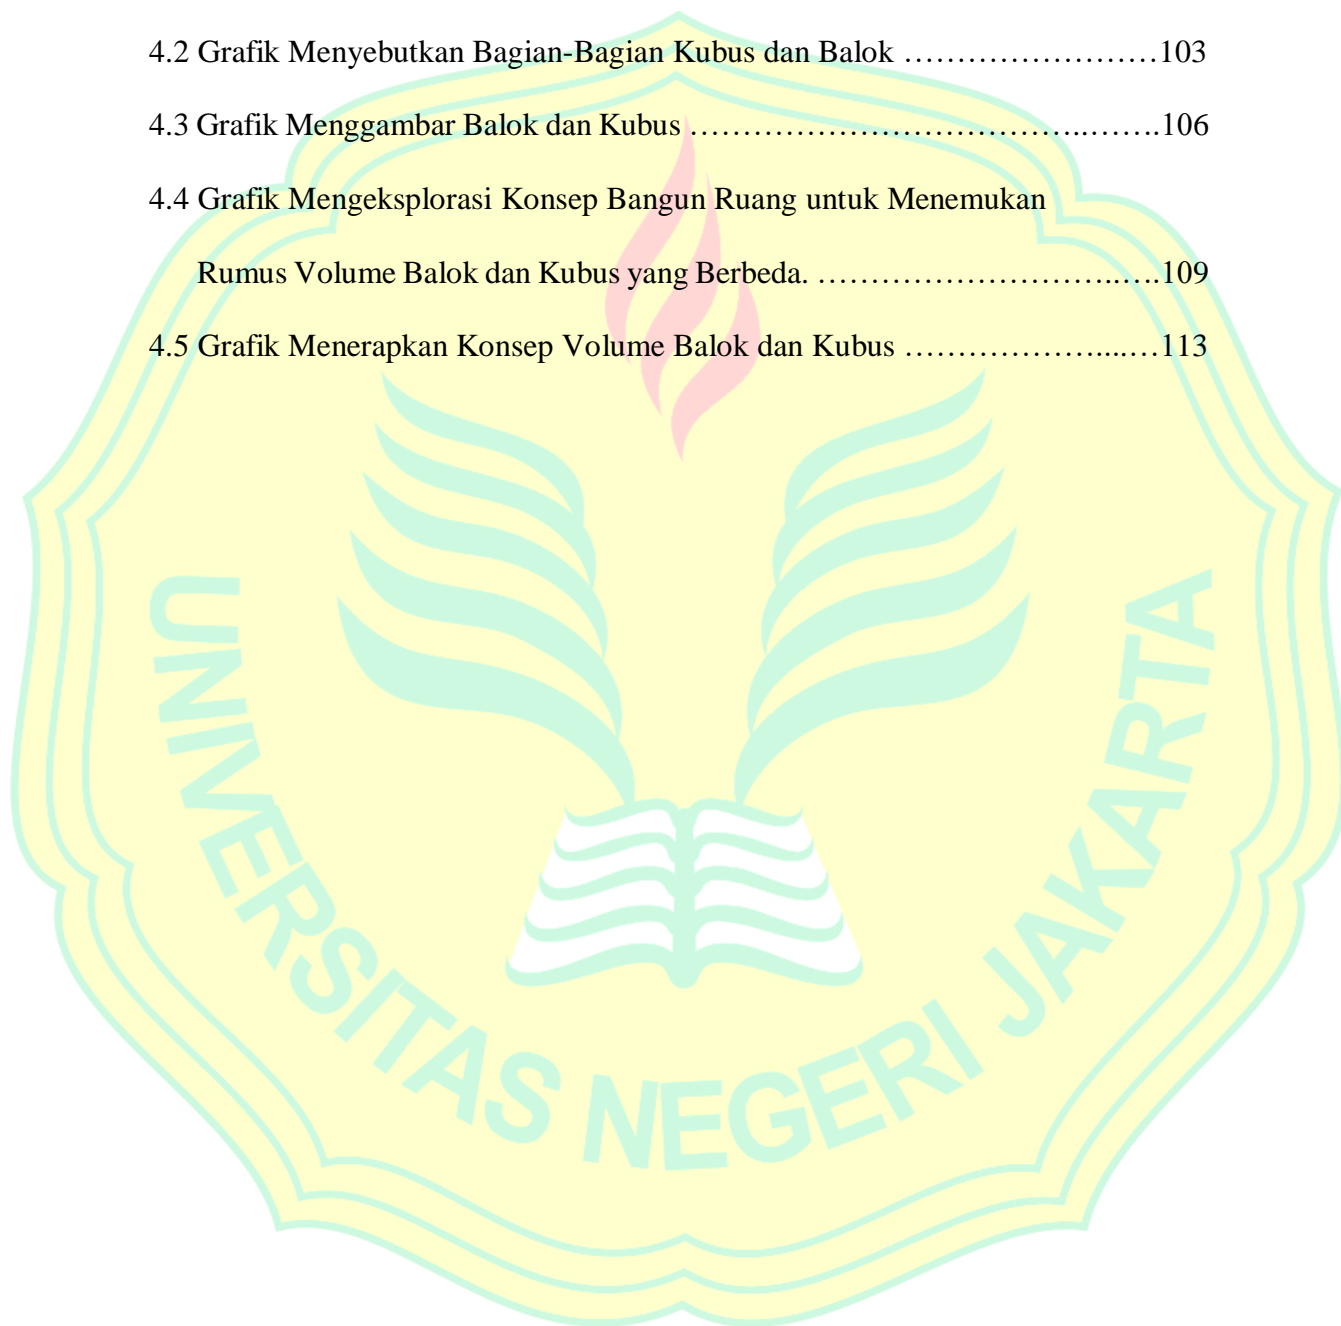 4.2 Grafik Menyebutkan Bagian-Bagian Kubus dan Balok ……………………103
4.3 Grafik Menggambar Balok dan Kubus ………………………………..…….106
4.4 Grafik Mengeksplorasi Konsep Bangun Ruang untuk Menemukan
Rumus Volume Balok dan Kubus yang Berbeda. ………………………..….109
4.5 Grafik Menerapkan Konsep Volume Balok dan Kubus ………………....…113
UNIVERSITAS NEGERI JAKARTA